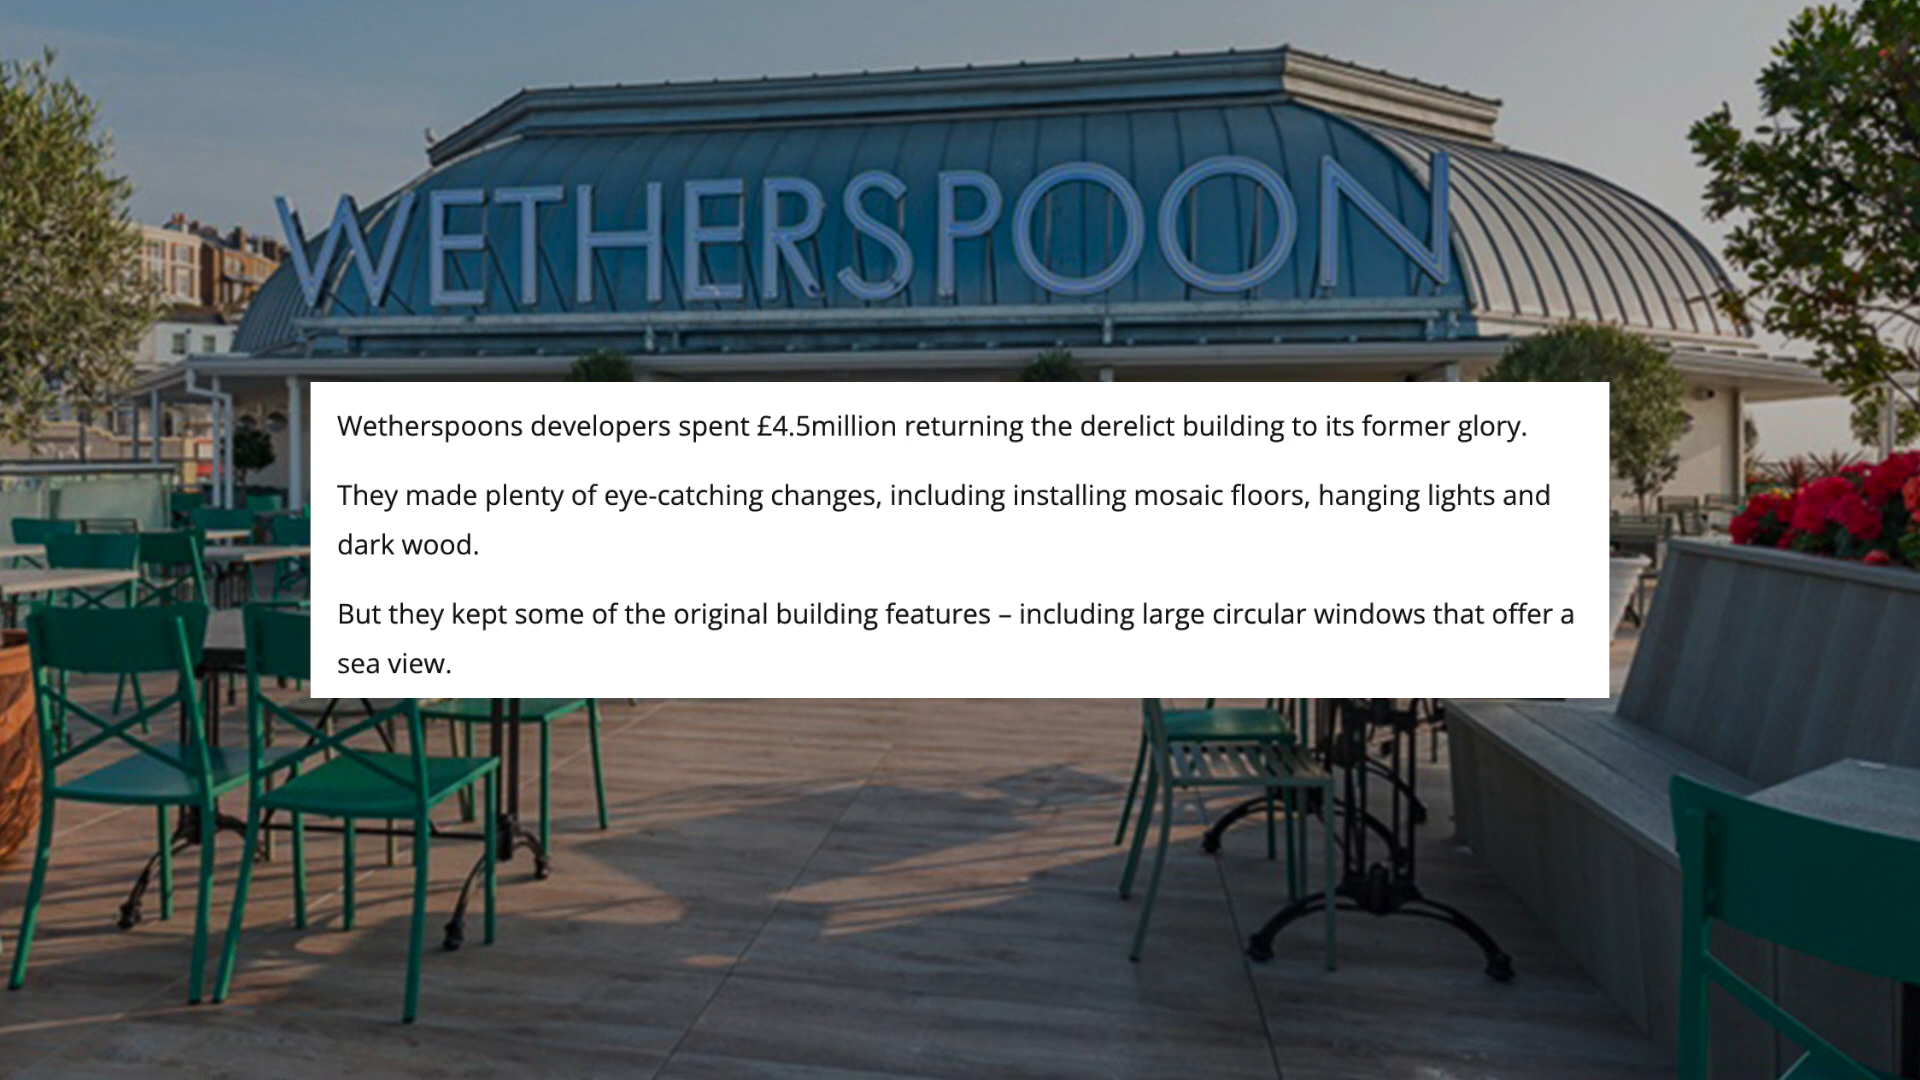 WETHERSPOON
Wetherspoons developers spent £4.5million returning the derelict building to its former glory.
They made plenty of eye-catching changes, including installing mosaic floors, hanging lights and
dark wood.
But they kept some of the original building features – including large circular windows that offer a
sea view.